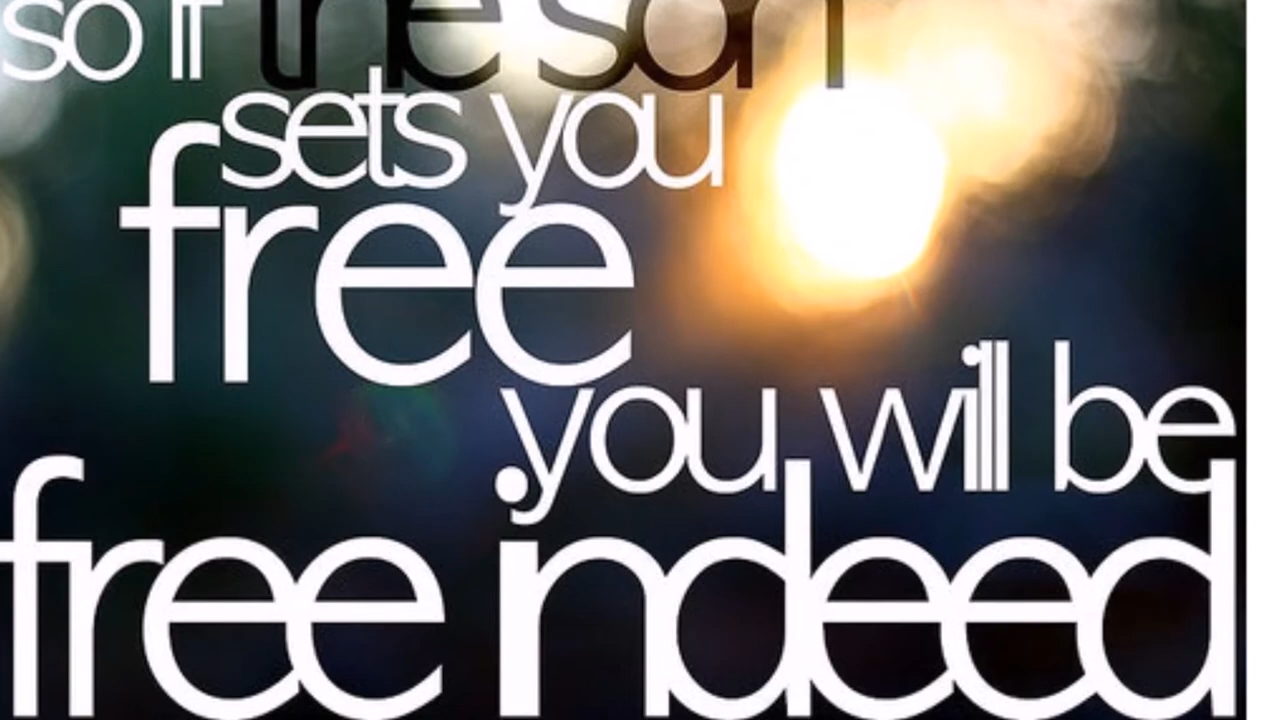 so if the son
sets you
free
you will be
free indeed